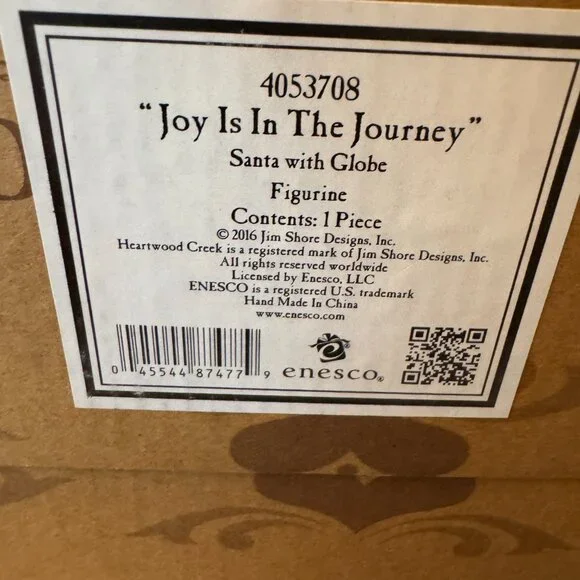 4053708
"Joy Is In The Journey"
Santa with Globe
Figurine
Contents: 1 Piece
© 2016 Jim Shore Designs, Inc.
Heartwood Creek is a registered mark of Jim Shore Designs, Inc.
All rights reserved worldwide
Licensed by Enesco, LLC
ENESCO is a registered U.S. trademark
Hand Made In China
www.enesco.com
0 45544 87477 9
enesco®